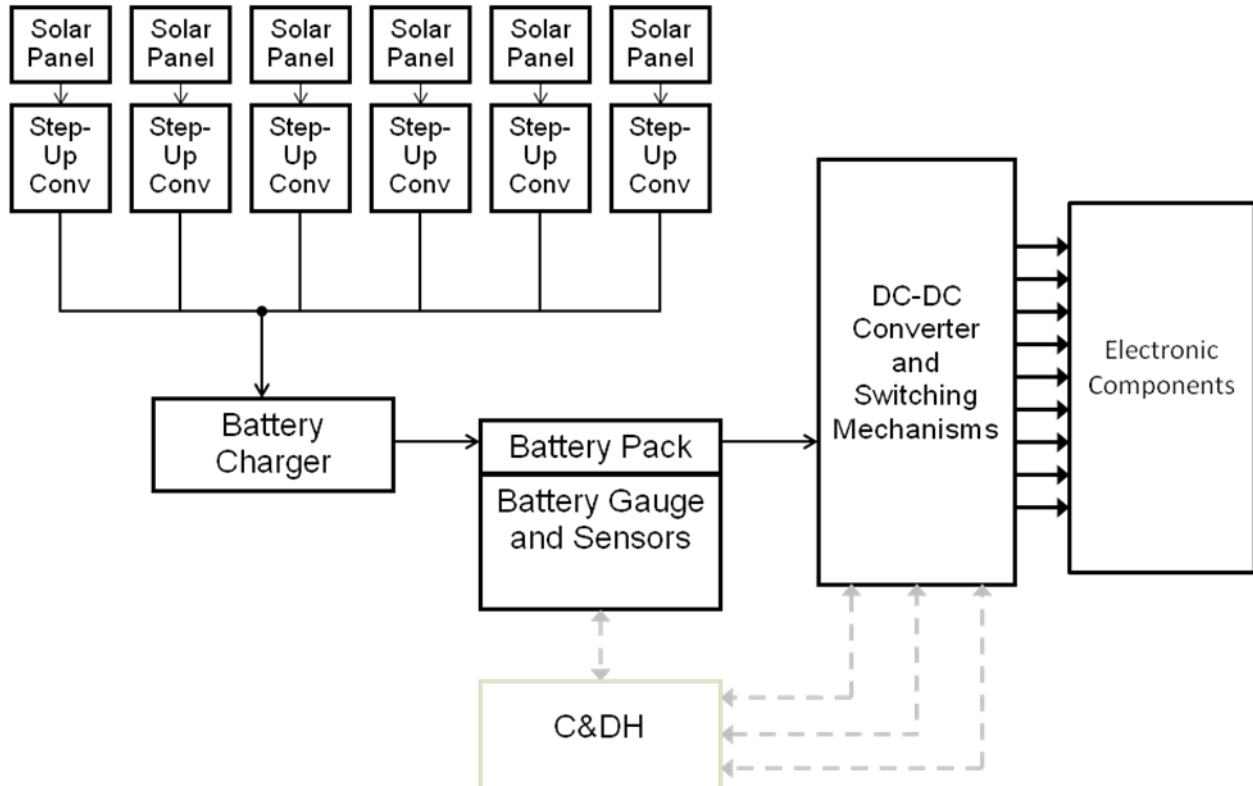 Solar
Panel
Solar
Panel
Solar
Panel
Solar
Panel
Solar
Panel
Solar
Panel
Step-
Up
Conv
Step-
Up
Conv
Step-
Up
Conv
Step-
Up
Conv
Step-
Up
Conv
Step-
Up
Conv
DC-DC
Converter
and
Switching
Mechanisms
Electronic
Components
Battery
Charger
Battery Pack
Battery Gauge
and Sensors
C&DH